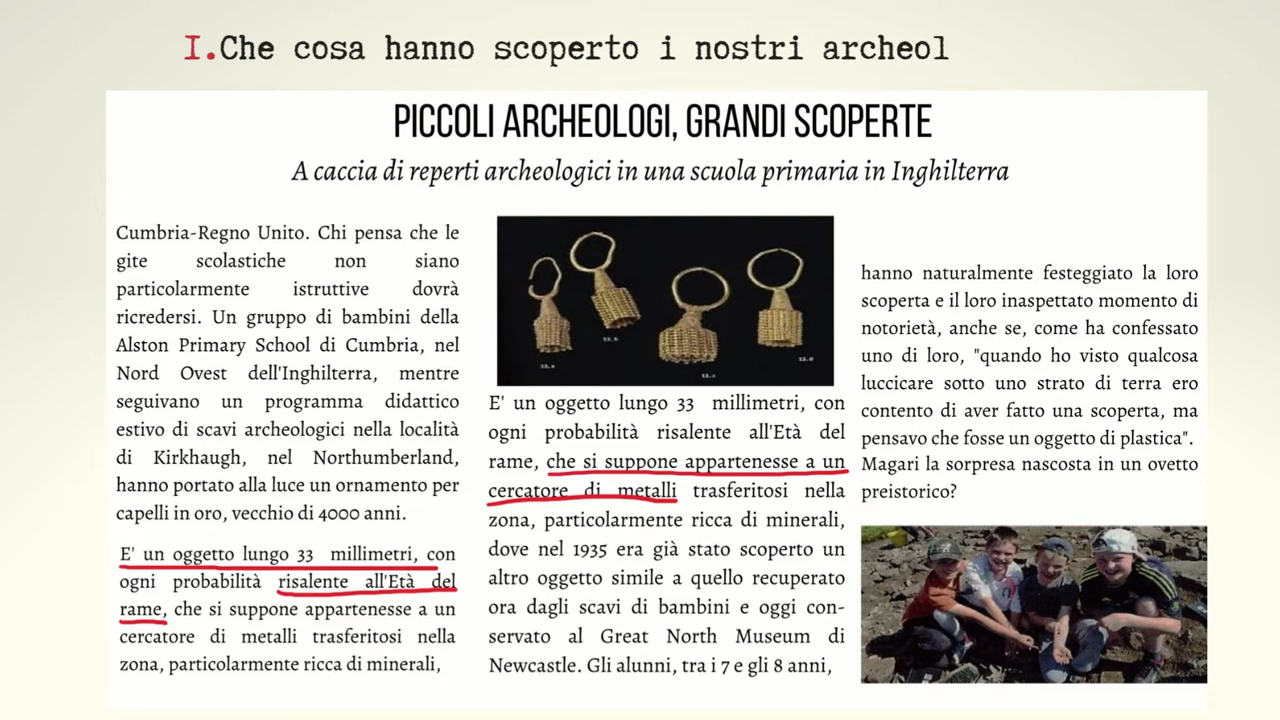 I.Che cosa hanno scoperto i nostri archeol
PICCOLI ARCHEOLOGI, GRANDI SCOPERTE
A caccia di reperti archeologici in una scuola primaria in Inghilterra
Cumbria-Regno Unito. Chi pensa che le
gite scolastiche non siano
particolarmente istruttive dovrà
ricredersi. Un gruppo di bambini della
Alston Primary School di Cumbria, nel
Nord Ovest dell'Inghilterra, mentre
seguivano un programma didattico
estivo di scavi archeologici nella località
di Kirkhaugh, nel Northumberland,
hanno portato alla luce un ornamento per
capelli in oro, vecchio di 4000 anni.
E' un oggetto lungo 33 millimetri, con
ogni probabilità risalente all'Età del
rame, che si suppone appartenesse a un
cercatore di metalli trasferitosi nella
zona, particolarmente ricca di minerali,
E' un oggetto lungo 33 millimetri, con
ogni probabilità risalente all'Età del
rame, che si suppone appartenesse a un
cercatore di metalli trasferitosi nella
zona, particolarmente ricca di minerali,
dove nel 1935 era già stato scoperto un
altro oggetto simile a quello recuperato
ora dagli scavi di bambini e oggi con-
servato al Great North Museum di
Newcastle. Gli alunni, tra i 7 e gli 8 anni,
hanno naturalmente festeggiato la loro
scoperta e il loro inaspettato momento di
notorietà, anche se, come ha confessato
uno di loro, "quando ho visto qualcosa
luccicare sotto uno strato di terra ero
contento di aver fatto una scoperta, ma
pensavo che fosse un oggetto di plastica".
Magari la sorpresa nascosta in un ovetto
preistorico?